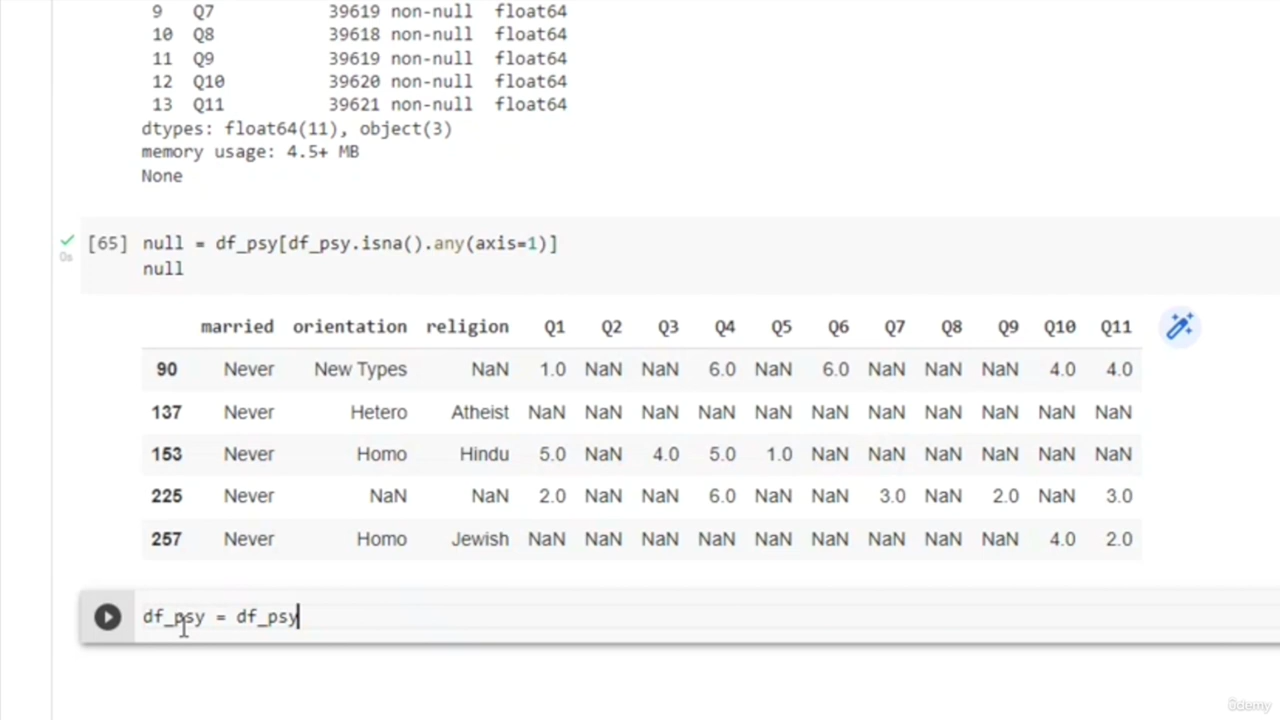 9 Q7 39619 non-null float64
10 Q8 39618 non-null float64
11 Q9 39619 non-null float64
12 Q10 39620 non-null float64
13 Q11 39621 non-null float64
dtypes: float64(11), object(3)
memory usage: 4.5+ MB
None
[65] null = df_psy[df_psy.isna().any(axis=1)]
0s
null
married orientation religion Q1 Q2 Q3 Q4 Q5 Q6 Q7 Q8 Q9 Q10 Q11
90 Never New Types NaN 1.0 NaN NaN 6.0 NaN 6.0 NaN NaN NaN 4.0 4.0
137 Never Hetero Atheist NaN NaN NaN NaN NaN NaN NaN NaN NaN NaN NaN
153 Never Homo Hindu 5.0 NaN 4.0 5.0 1.0 NaN NaN NaN NaN NaN NaN
225 Never NaN NaN 2.0 NaN NaN 6.0 NaN NaN 3.0 NaN 2.0 NaN 3.0
257 Never Homo Jewish NaN NaN NaN NaN NaN NaN NaN NaN NaN 4.0 2.0
df_psy = df_psy
ûdemy